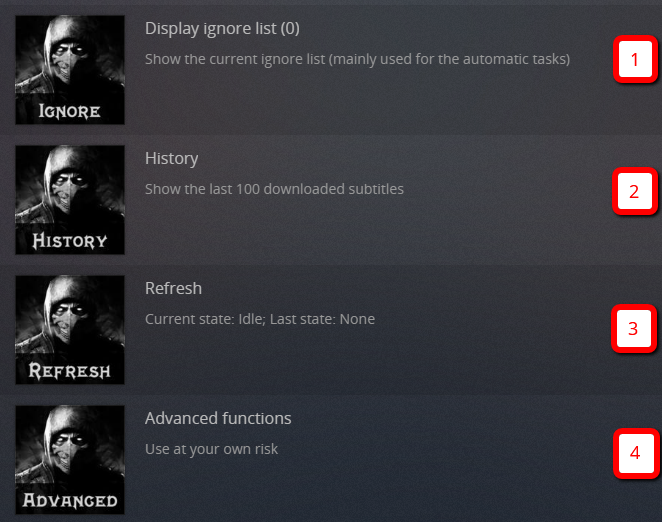 Display ignore list (0)
Show the current ignore list (mainly used for the automatic tasks)
IGNORE
1
History
Show the last 100 downloaded subtitles
HISTORY
2
Refresh
Current state: Idle; Last state: None
REFRESH
3
Advanced functions
Use at your own risk
ADVANCED
4